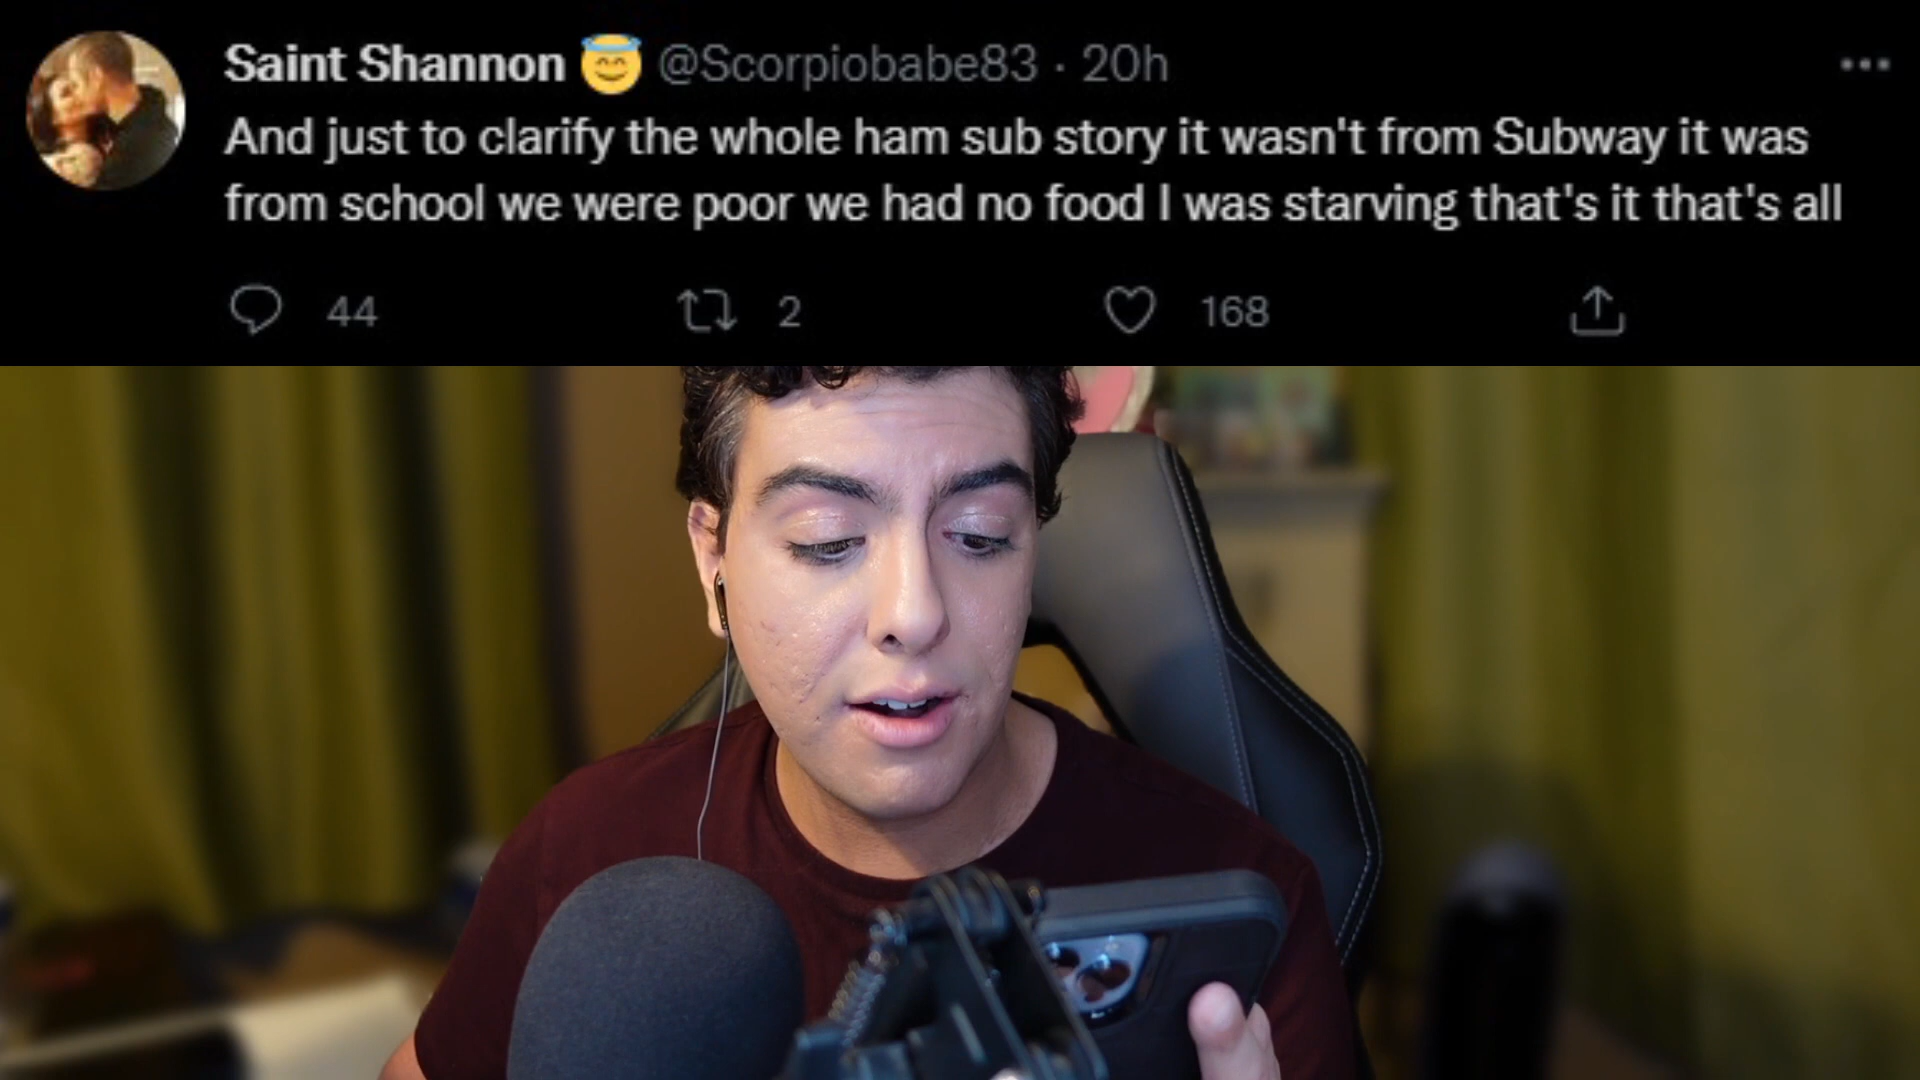 Saint Shannon 😇 @Scorpiobabe83 · 20h
And just to clarify the whole ham sub story it wasn't from Subway it was
from school we were poor we had no food I was starving that's it that's all
44 2 168